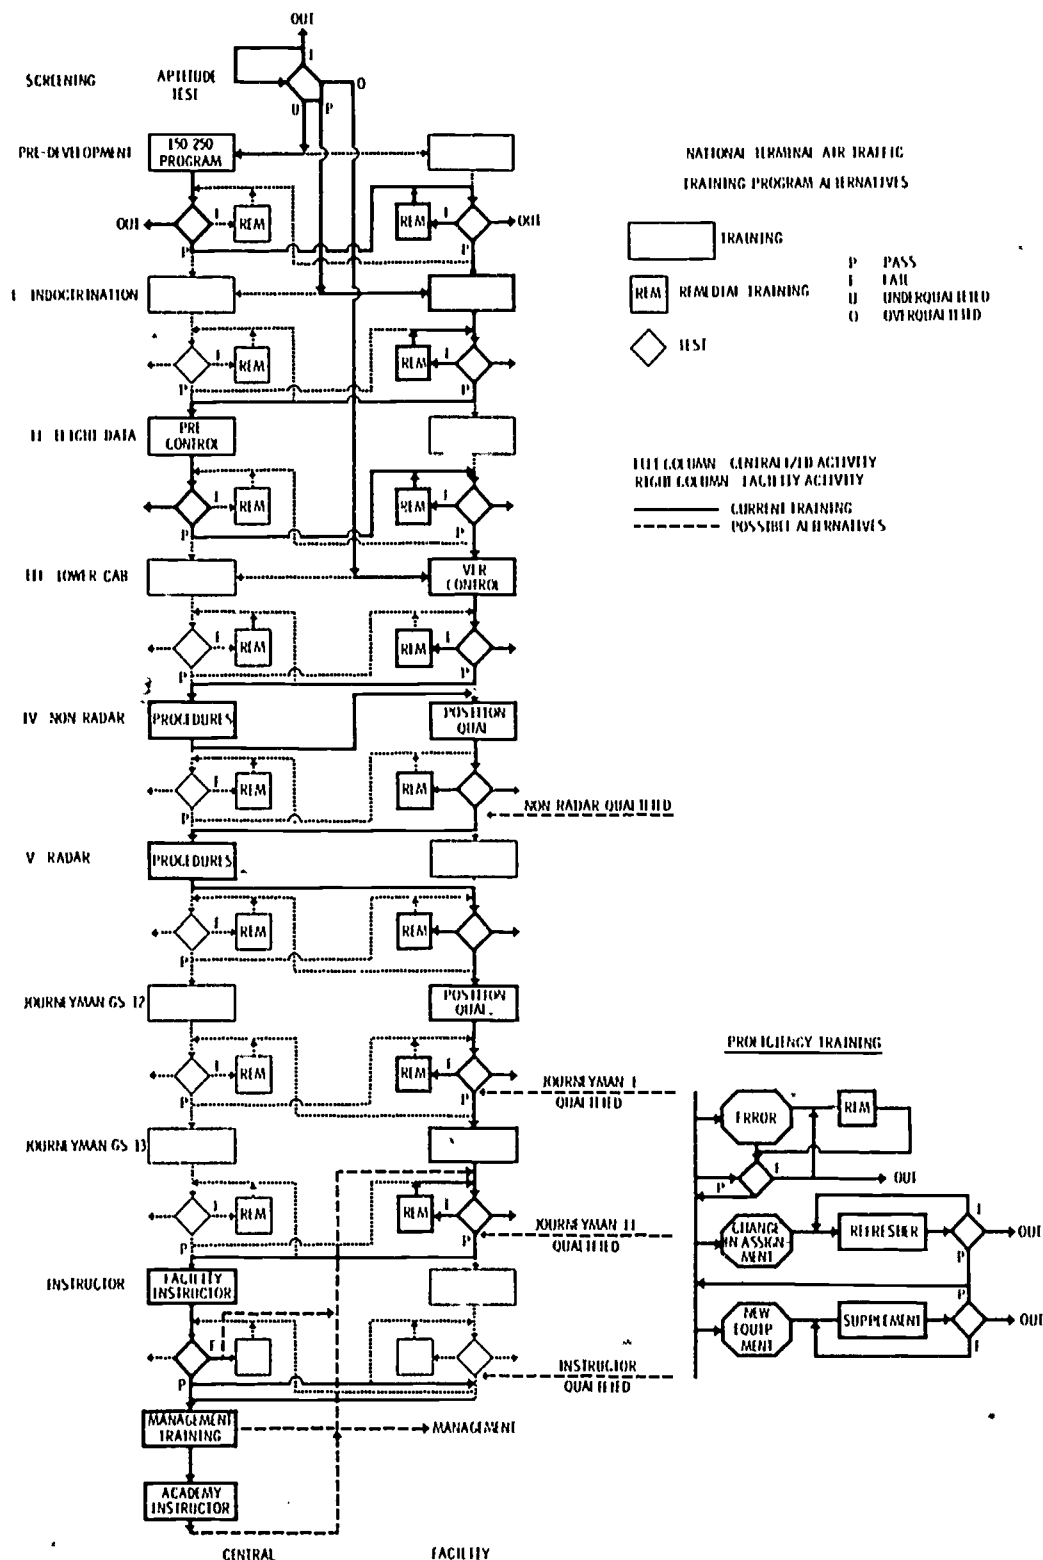 OUT
SCREENING
APTITUDE
TEST
F
O
U
P
PRE-DEVELOPMENT
150 250
PROGRAM
NATIONAL TERMINAL AIR TRAFFIC
TRAINING PROGRAM ALTERNATIVES
OUT
F
REM
REM
F
OUT
P
P
TRAINING
REM
REMEDIAL TRAINING
TEST
P PASS
F FAIL
U UNDERQUALIFIED
O OVERQUALIFIED
I INDOCTRINATION
F
REM
REM
F
P
P
II FLIGHT DATA
PRE
CONTROL
LEFT COLUMN CENTRALIZED ACTIVITY
RIGHT COLUMN FACILITY ACTIVITY
CURRENT TRAINING
POSSIBLE ALTERNATIVES
F
REM
REM
F
P
P
III TOWER CAB
VFR
CONTROL
F
REM
REM
F
P
P
IV NON RADAR
PROCEDURES
POSITION
QUAL
F
REM
REM
P
NON RADAR QUALIFIED
V RADAR
PROCEDURES
F
REM
REM
P
JOURNEYMAN GS 12
POSITION
QUAL
F
REM
REM
F
P
P
JOURNEYMAN I
QUALIFIED
JOURNEYMAN GS 13
F
REM
REM
F
P
P
JOURNEYMAN II
QUALIFIED
INSTRUCTOR
FACILITY
INSTRUCTOR
F
P
INSTRUCTOR
QUALIFIED
MANAGEMENT
TRAINING
MANAGEMENT
ACADEMY
INSTRUCTOR
CENTRAL
FACILITY
PROFICIENCY TRAINING
ERROR
REM
P
F
OUT
CHANGE
IN ASSIGN-
MENT
REFRESHER
F
P
OUT
NEW
EQUIP
MENT
SUPPLEMENT
P
F
OUT